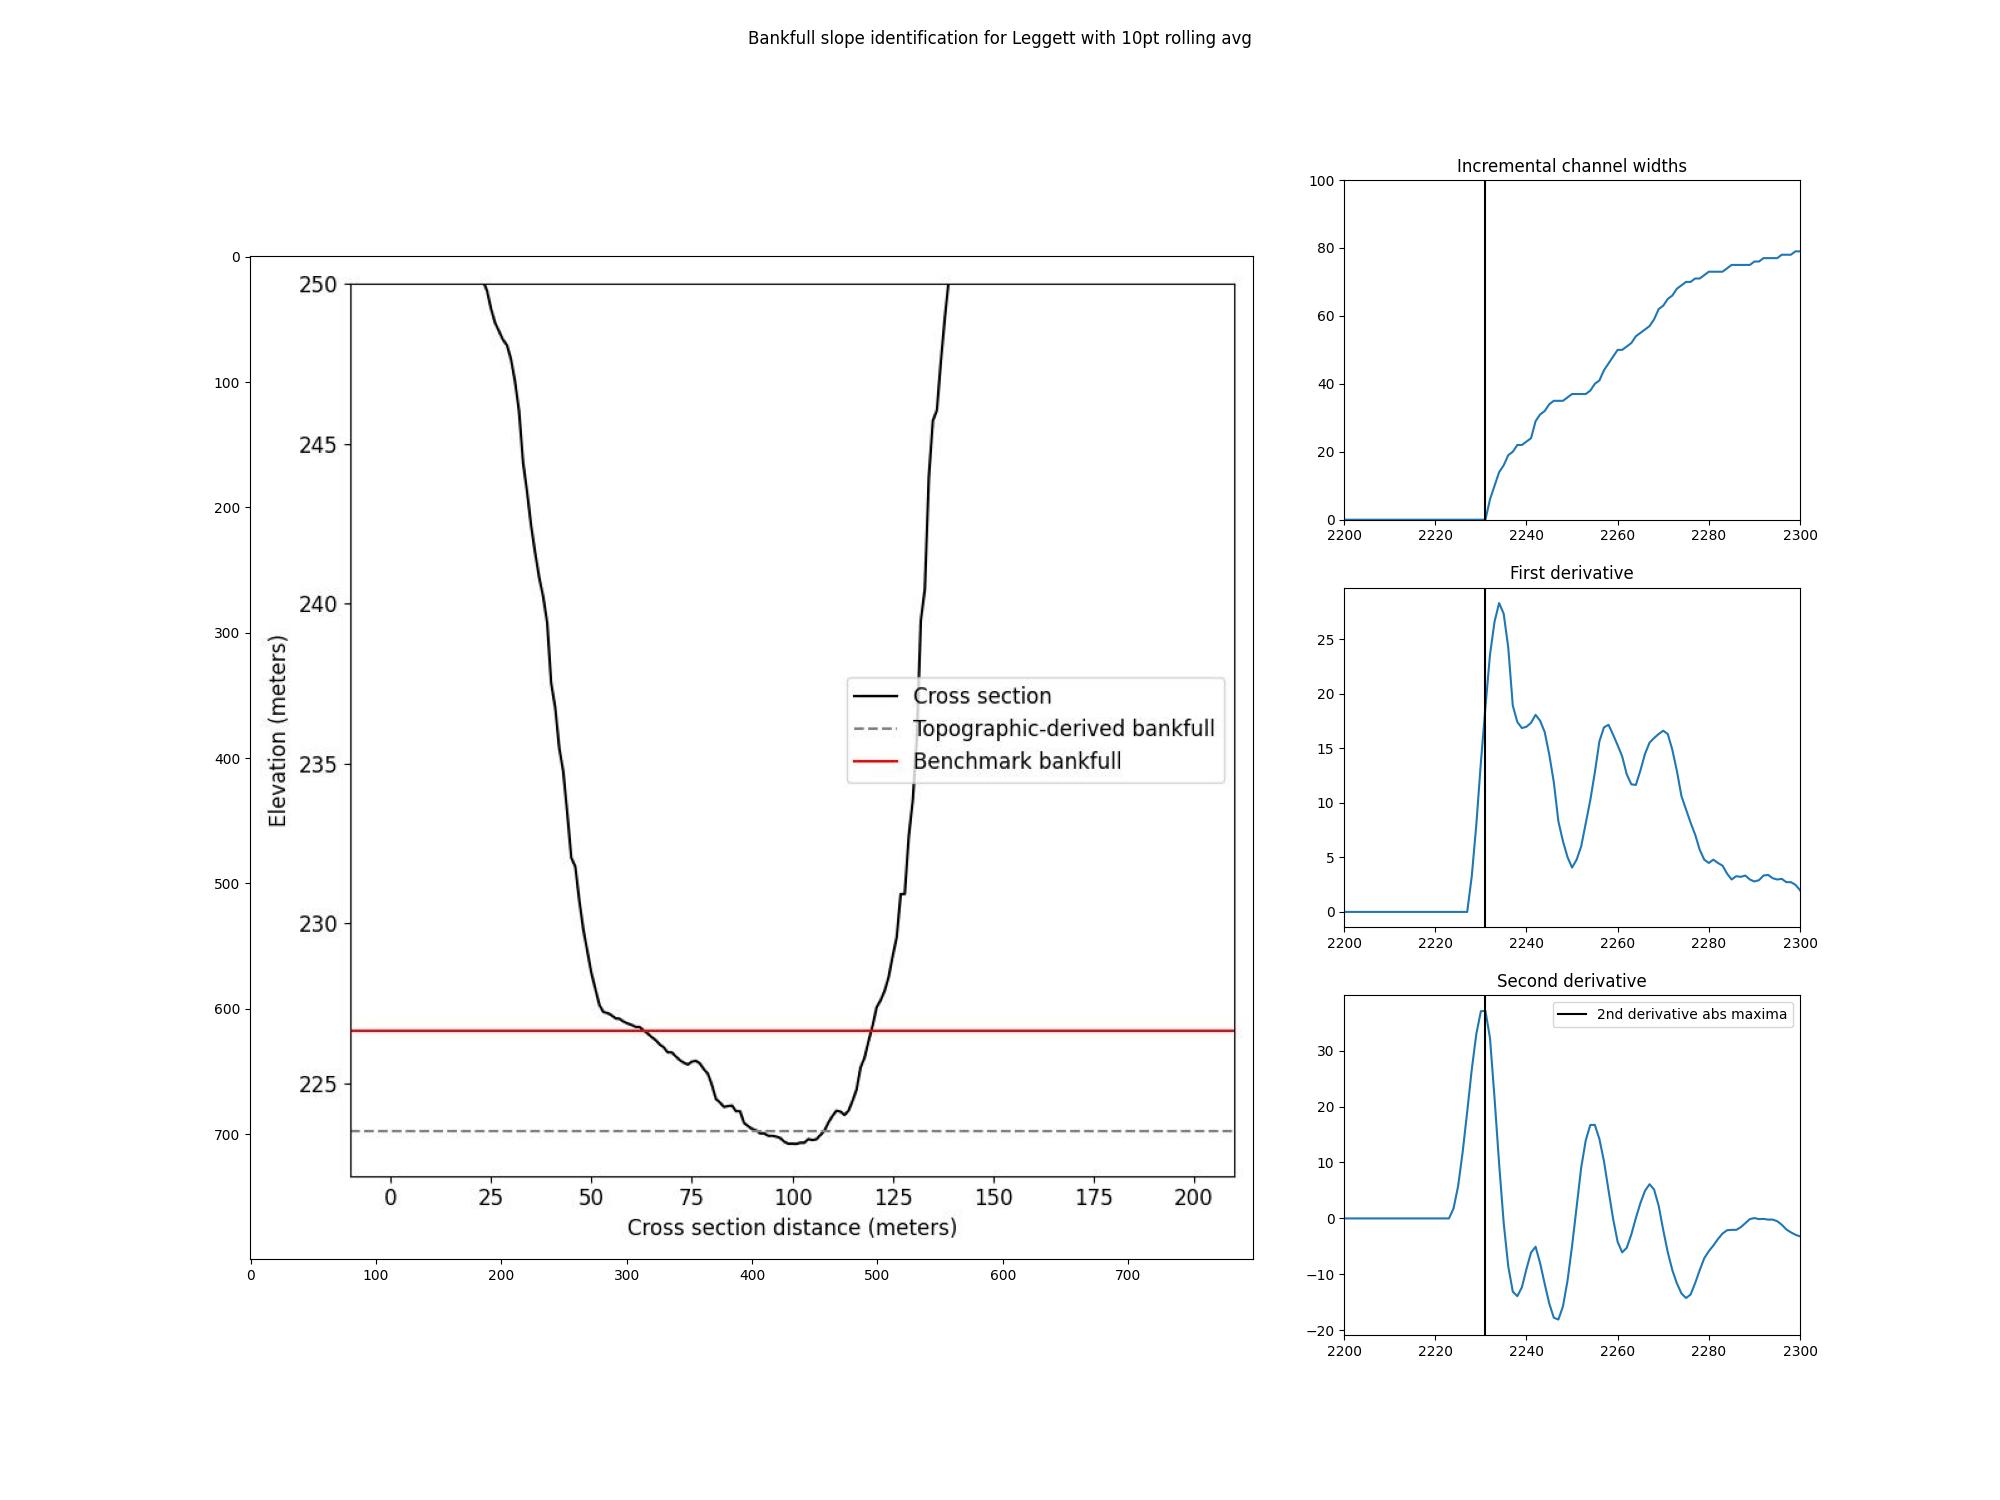 Bankfull slope identification for Leggett with 10pt rolling avg
0
100
200
300
400
500
600
700
250
245
240
235
230
225
Elevation (meters)
Cross section
Topographic-derived bankfull
Benchmark bankfull
0 25 50 75 100 125 150 175 200
Cross section distance (meters)
0 100 200 300 400 500 600 700
Incremental channel widths
100
80
60
40
20
0
2200 2220 2240 2260 2280 2300
First derivative
25
20
15
10
5
0
2200 2220 2240 2260 2280 2300
Second derivative
2nd derivative abs maxima
30
20
10
0
−10
−20
2200 2220 2240 2260 2280 2300